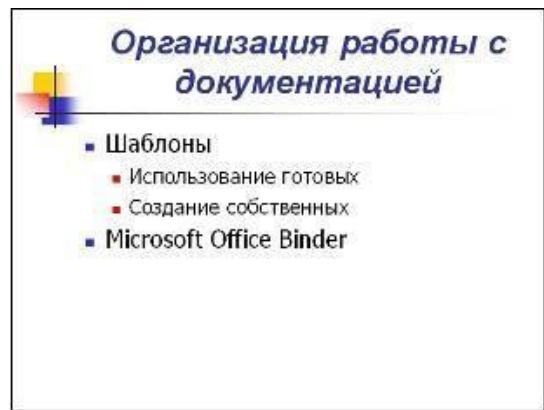 Организация работы с
документацией
Шаблоны
Использование готовых
Создание собственных
Microsoft Office Binder